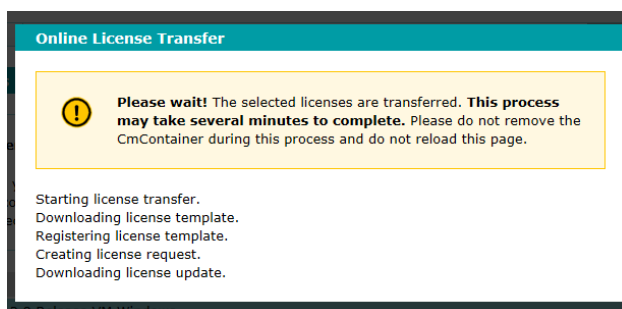 Online License Transfer
Please wait! The selected licenses are transferred. This process
may take several minutes to complete. Please do not remove the
CmContainer during this process and do not reload this page.
Starting license transfer.
Downloading license template.
Registering license template.
Creating license request.
Downloading license update.